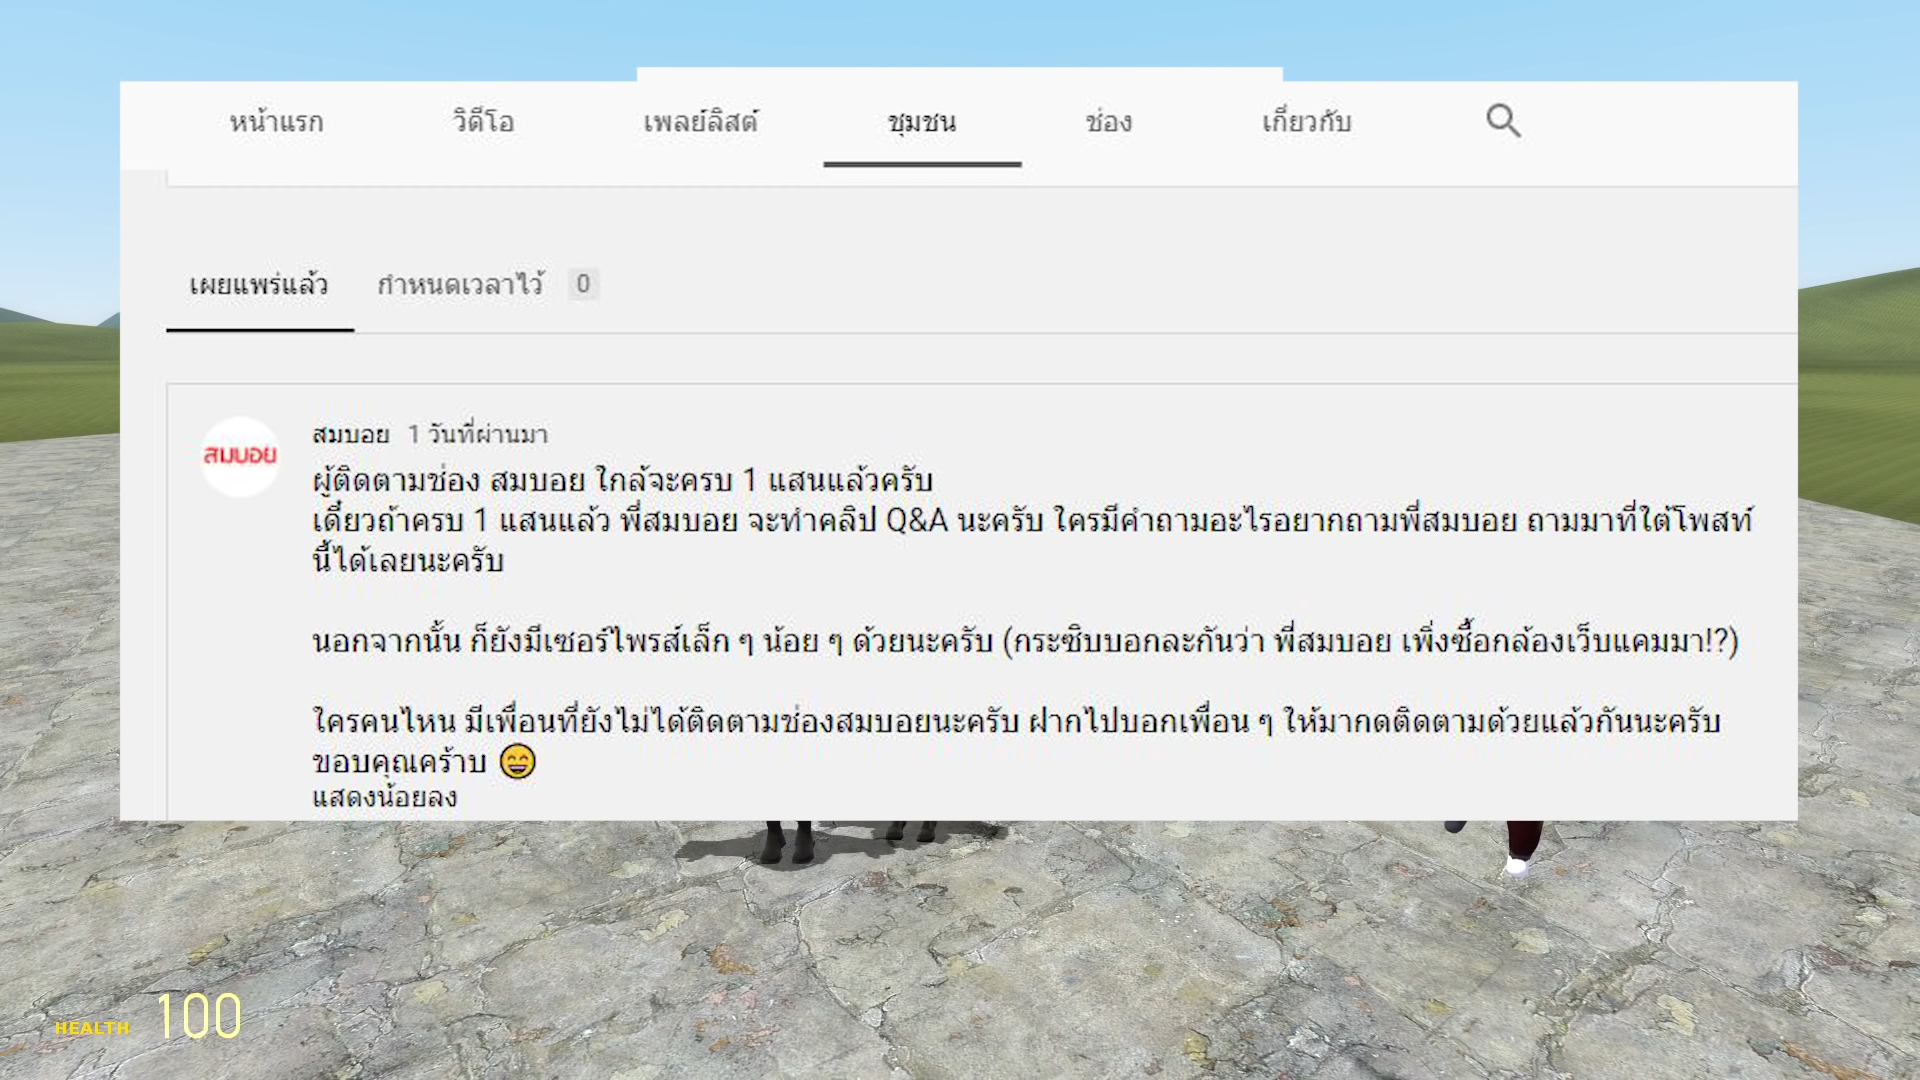 หน้าแรก วิดีโอ เพลย์ลิสต์ ชุมชน ช่อง เกี่ยวกับ
เผยแพร่แล้ว กำหนดเวลาไว้ 0
สมบอย
สมบอย 1 วันที่ผ่านมา
ผู้ติดตามช่อง สมบอย ใกล้จะครบ 1 แสนแล้วครับ
เดี๋ยวถ้าครบ 1 แสนแล้ว พี่สมบอย จะทำคลิป Q&A นะครับ ใครมีคำถามอะไรอยากถามพี่สมบอย ถามมาที่ใต้โพสท์
นี้ได้เลยนะครับ
นอกจากนั้น ก็ยังมีเซอร์ไพรส์เล็ก ๆ น้อย ๆ ด้วยนะครับ (กระซิบบอกละกันว่า พี่สมบอย เพิ่งซื้อกล้องเว็บแคมมา!?)
ใครคนไหน มีเพื่อนที่ยังไม่ได้ติดตามช่องสมบอยนะครับ ฝากไปบอกเพื่อน ๆ ให้มากดติดตามด้วยแล้วกันนะครับ
ขอบคุณคร้าบ 😄
แสดงน้อยลง
HEALTH 100